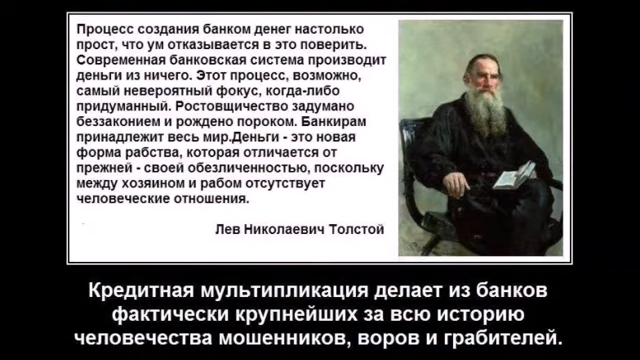 Процесс создания банком денег настолько
прост, что ум отказывается в это поверить.
Современная банковская система производит
деньги из ничего. Этот процесс, возможно,
самый невероятный фокус, когда-либо
придуманный. Ростовщичество задумано
беззаконием и рождено пороком. Банкирам
принадлежит весь мир.Деньги - это новая
форма рабства, которая отличается от
прежней - своей обезличенностью, поскольку
между хозяином и рабом отсутствует
человеческие отношения.
Лев Николаевич Толстой
Кредитная мультипликация делает из банков
фактически крупнейших за всю историю
человечества мошенников, воров и грабителей.